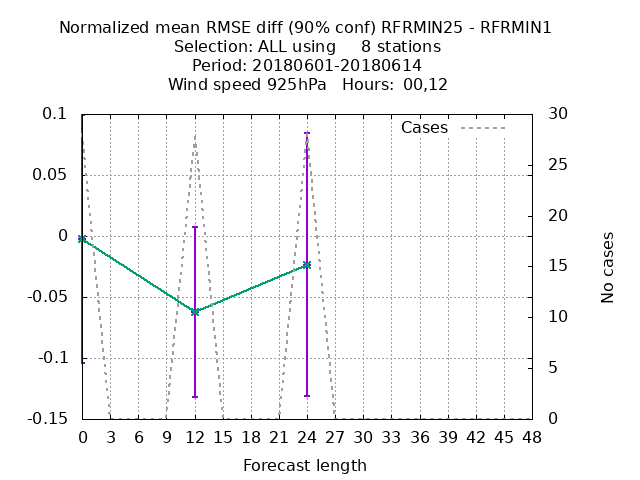 Normalized mean RMSE diff (90% conf) RFRMIN25 - RFRMIN1
Selection: ALL using     8 stations
Period: 20180601-20180614
Wind speed 925hPa   Hours:  00,12
Cases
0.1
0.05
0
-0.05
-0.1
-0.15
30
25
20
15
10
5
0
No cases
0 3 6 9 12 15 18 21 24 27 30 33 36 39 42 45 48
Forecast length